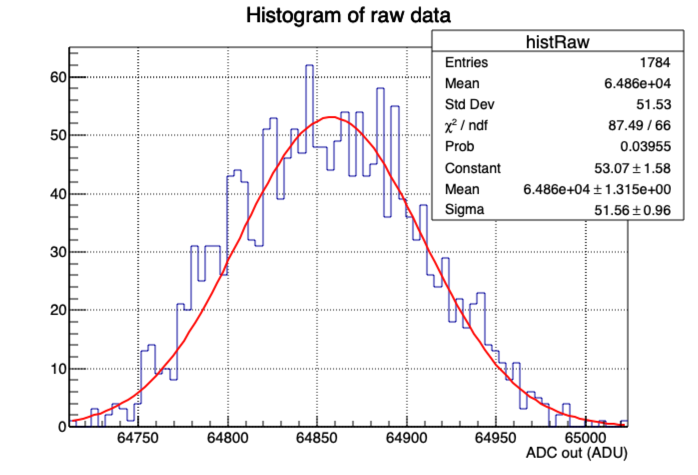 Histogram of raw data
histRaw
Entries 1784
Mean 6.486e+04
Std Dev 51.53
χ² / ndf 87.49 / 66
Prob 0.03955
Constant 53.07 ± 1.58
Mean 6.486e+04 ± 1.315e+00
Sigma 51.56 ± 0.96
60
50
40
30
20
10
0
64750 64800 64850 64900 64950 65000
ADC out (ADU)